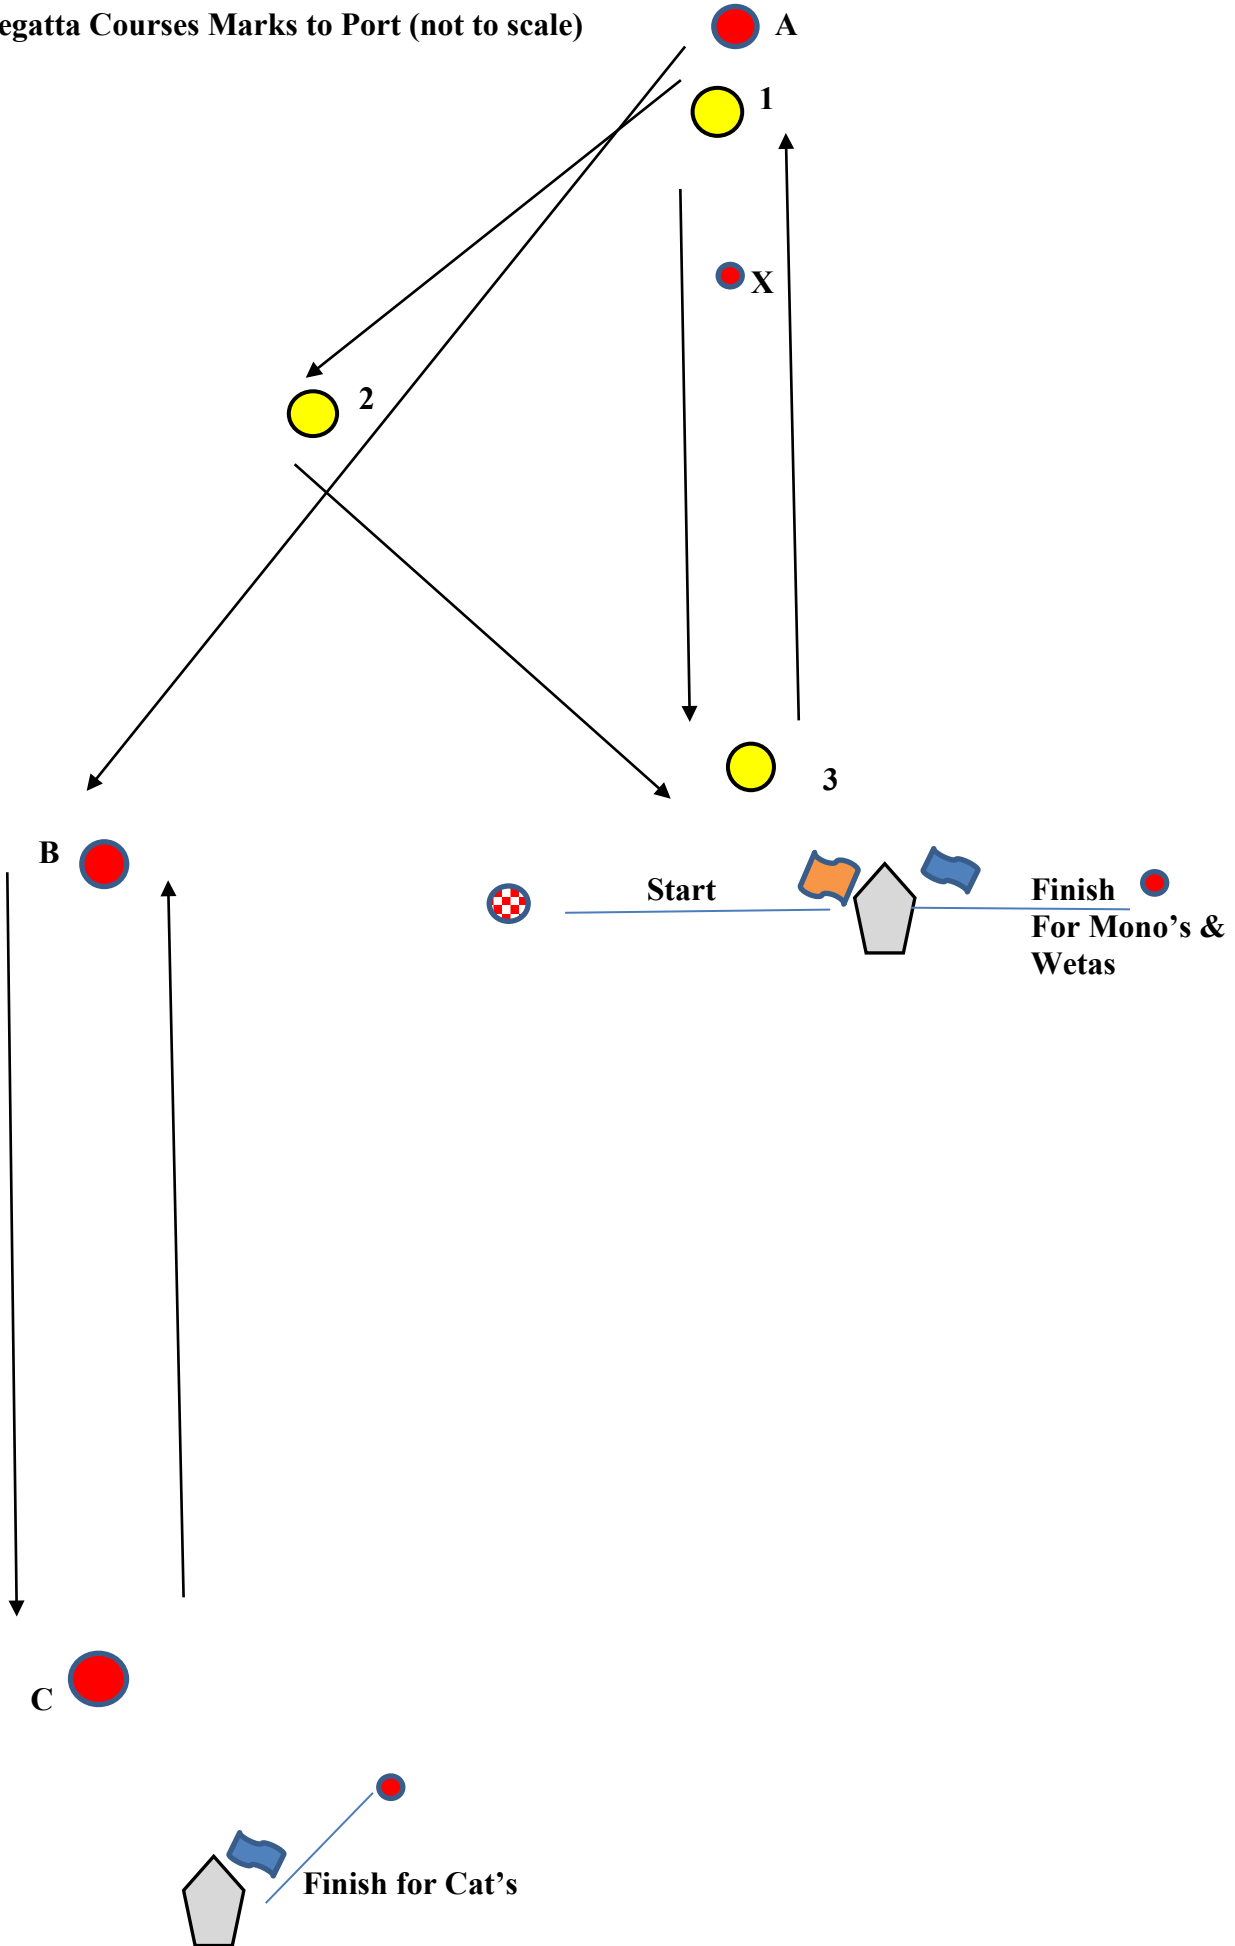 egatta Courses Marks to Port (not to scale)
A
1
X
2
3
B
Start
Finish
For Mono’s &
Wetas
C
Finish for Cat’s